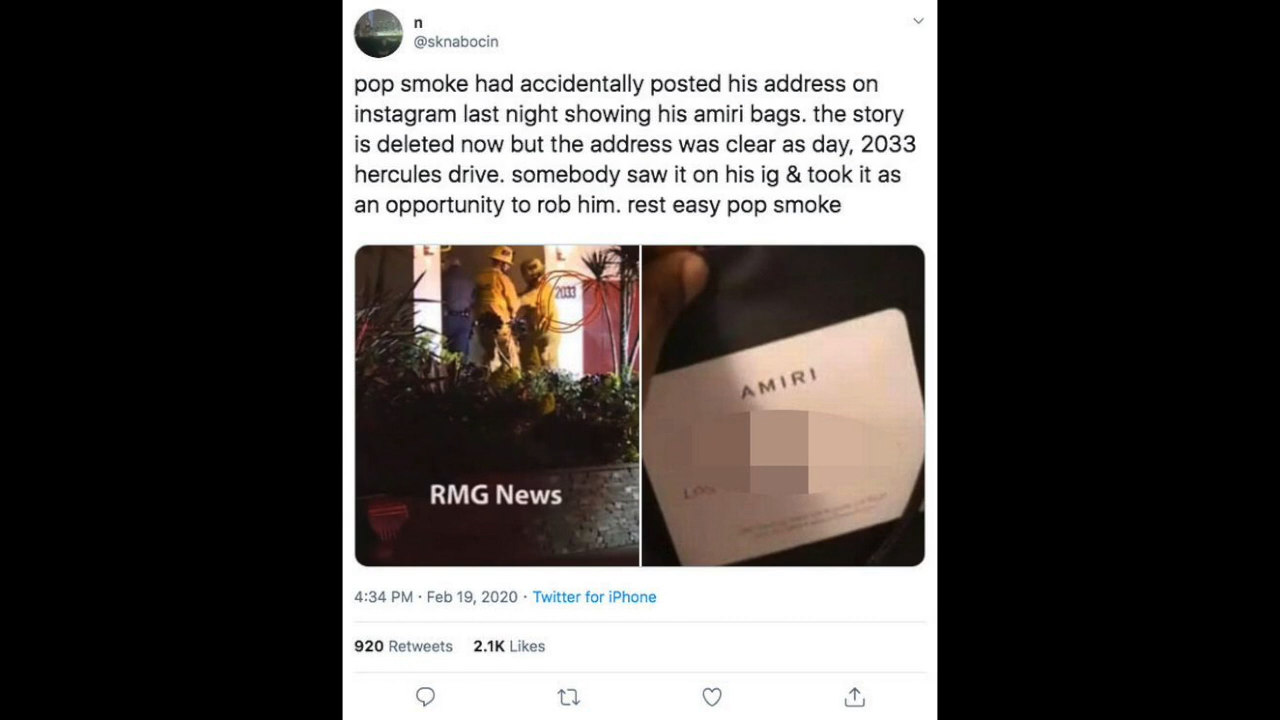 n
@sknabocin
pop smoke had accidentally posted his address on
instagram last night showing his amiri bags. the story
is deleted now but the address was clear as day, 2033
hercules drive. somebody saw it on his ig & took it as
an opportunity to rob him. rest easy pop smoke
2033
RMG News
AMIRI
4:34 PM · Feb 19, 2020 · Twitter for iPhone
920 Retweets 2.1K Likes